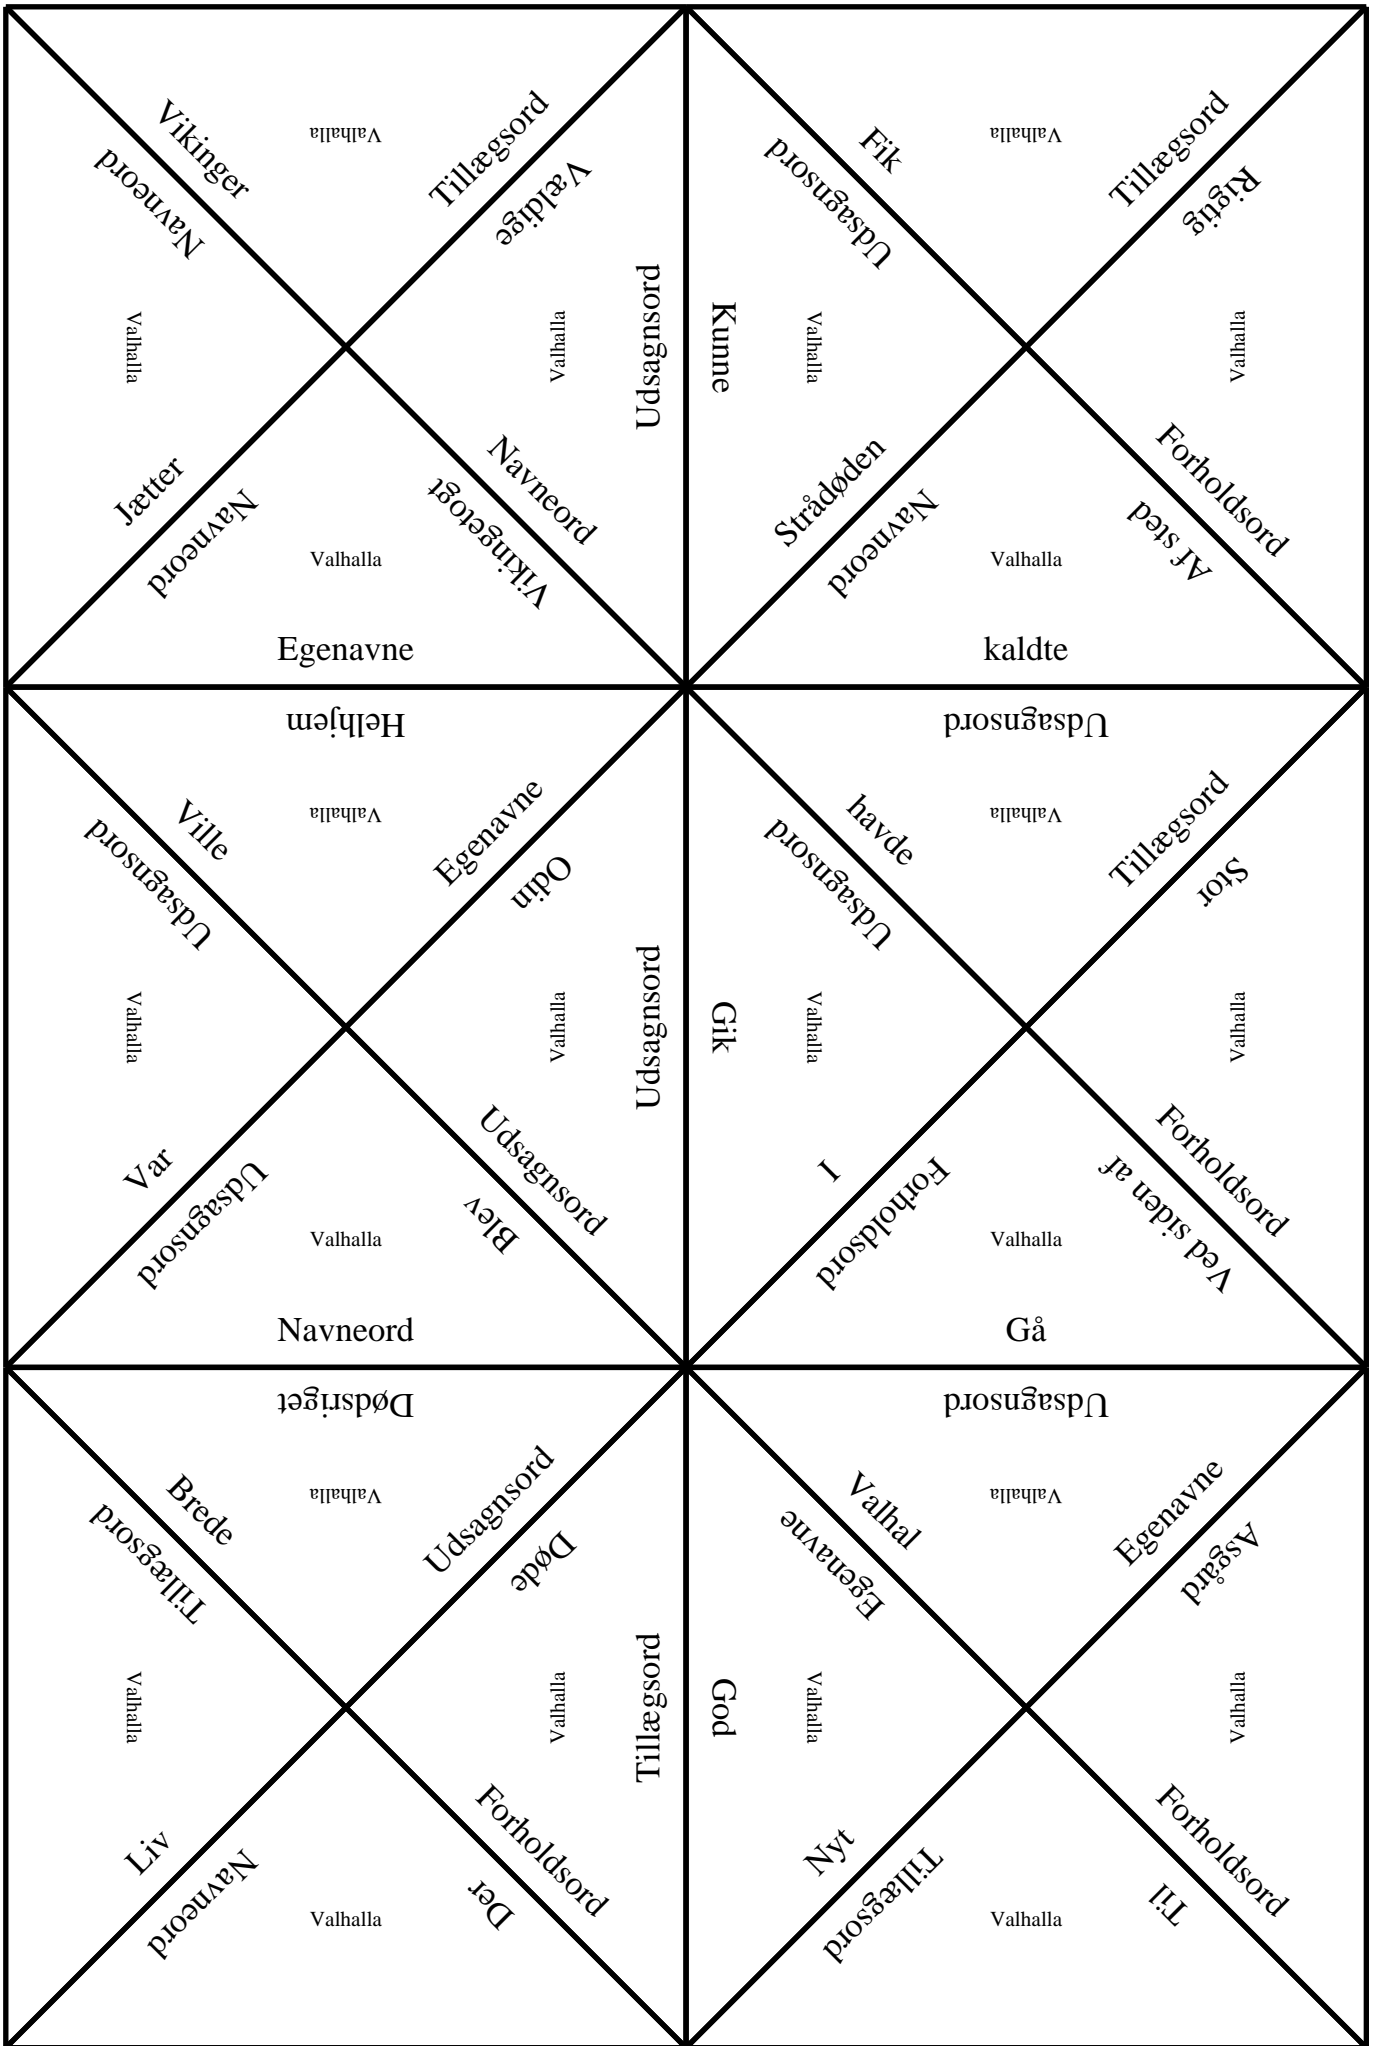 Vikinger
Navneord
Valhalla
Tillægsord
Vældige
Valhalla
Valhalla
Udsagnsord
Jætter
Navneord
Navneord
Vikingetogt
Valhalla
Egenavne
Fik
Udsagnsord
Valhalla
Tillægsord
Rigtig
Kunne
Valhalla
Valhalla
Strådøden
Navneord
Forholdsord
Af sted
Valhalla
kaldte
Helhjem
Ville
Udsagnsord
Valhalla
Egenavne
Odin
Valhalla
Valhalla
Udsagnsord
Var
Udsagnsord
Udsagnsord
Blev
Valhalla
Navneord
Udsagnsord
havde
Udsagnsord
Valhalla
Tillægsord
Stor
Gik
Valhalla
Valhalla
I
Forholdsord
Forholdsord
Ved siden af
Valhalla
Gå
Dødsriget
Brede
Tillægsord
Valhalla
Udsagnsord
Døde
Valhalla
Valhalla
Tillægsord
Liv
Navneord
Forholdsord
Der
Valhalla
Udsagnsord
Valhal
Egenavne
Valhalla
Egenavne
Asgård
God
Valhalla
Valhalla
Nyt
Tillægsord
Forholdsord
Til
Valhalla